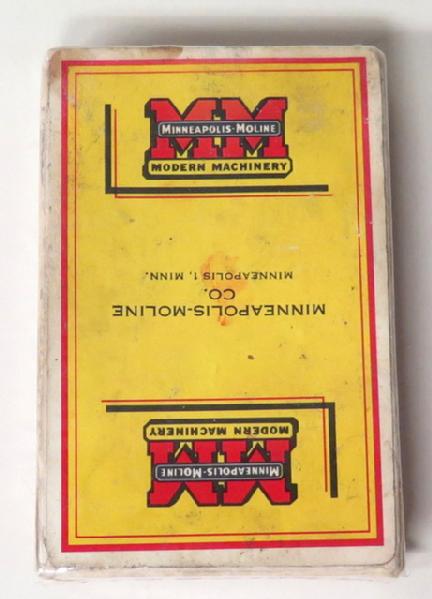 MM
MINNEAPOLIS-MOLINE
MODERN MACHINERY
MINNEAPOLIS-MOLINE
CO.
MINNEAPOLIS 1, MINN.
MM
MINNEAPOLIS-MOLINE
MODERN MACHINERY